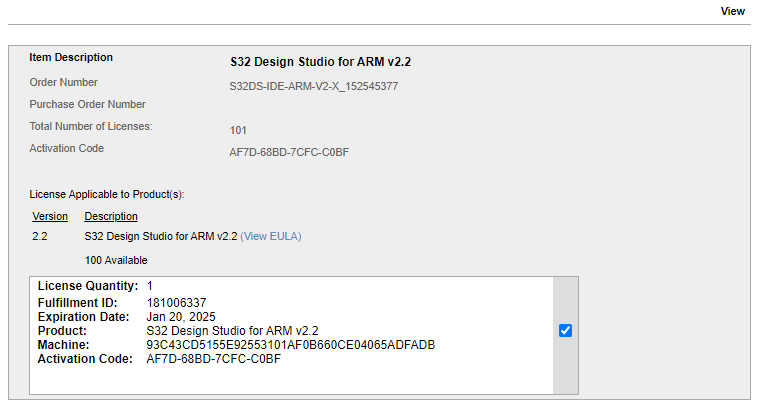 View
Item Description S32 Design Studio for ARM v2.2
Order Number S32DS-IDE-ARM-V2-X_152545377
Purchase Order Number
Total Number of Licenses: 101
Activation Code AF7D-68BD-7CFC-C0BF
License Applicable to Product(s):
Version Description
2.2 S32 Design Studio for ARM v2.2 (View EULA)
100 Available
License Quantity: 1
Fulfillment ID: 181006337
Expiration Date: Jan 20, 2025
Product: S32 Design Studio for ARM v2.2
Machine: 93C43CD5155E92553101AF0B660CE04065ADFADB
Activation Code: AF7D-68BD-7CFC-C0BF